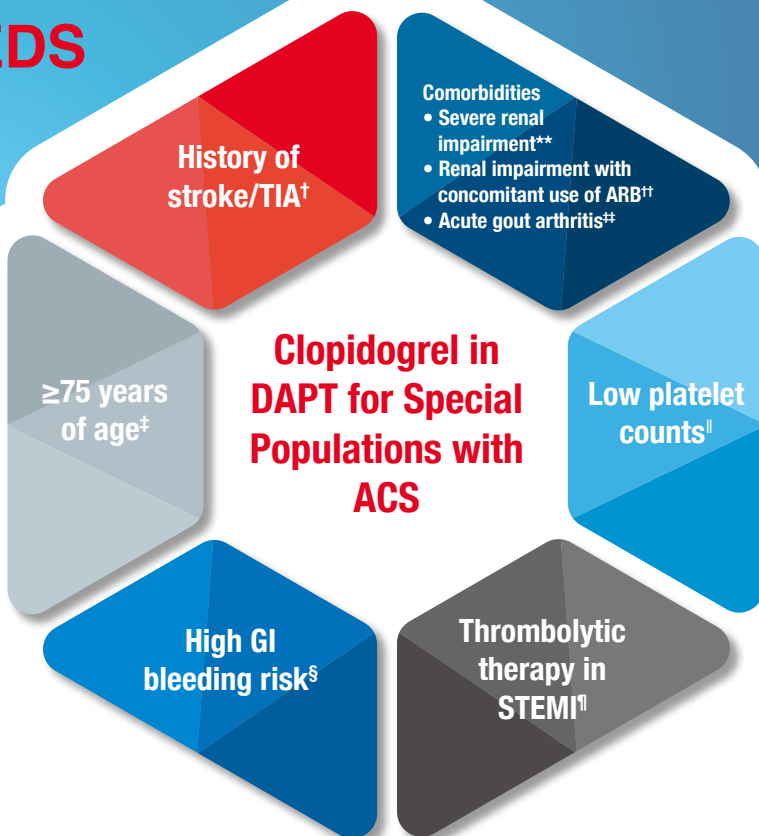 EDS
History of
stroke/TIA†
Comorbidities
• Severe renal
impairment**
• Renal impairment with
concomitant use of ARB††
• Acute gout arthritis‡‡
≥75 years
of age‡
Clopidogrel in
DAPT for Special
Populations with
ACS
Low platelet
counts‖
High GI
bleeding risk§
Thrombolytic
therapy in
STEMI¶